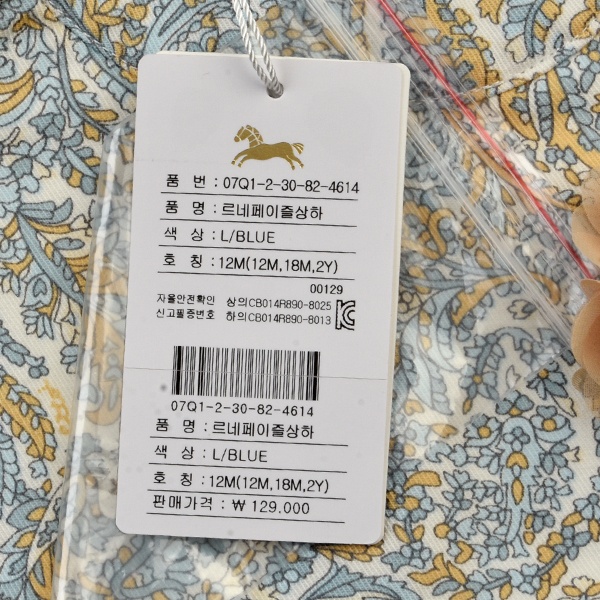 품 번 : 07Q1-2-30-82-4614
품 명 : 르네페이즐상하
색 상 : L/BLUE
호 칭 : 12M(12M,18M,2Y)
00129
자율안전확인 상의CB014R890-8025
신고필증번호 하의CB014R890-8013
07Q1-2-30-82-4614
품 명 : 르네페이즐상하
색 상 : L/BLUE
호 칭 : 12M(12M,18M,2Y)
판매가격 : ₩ 129.000